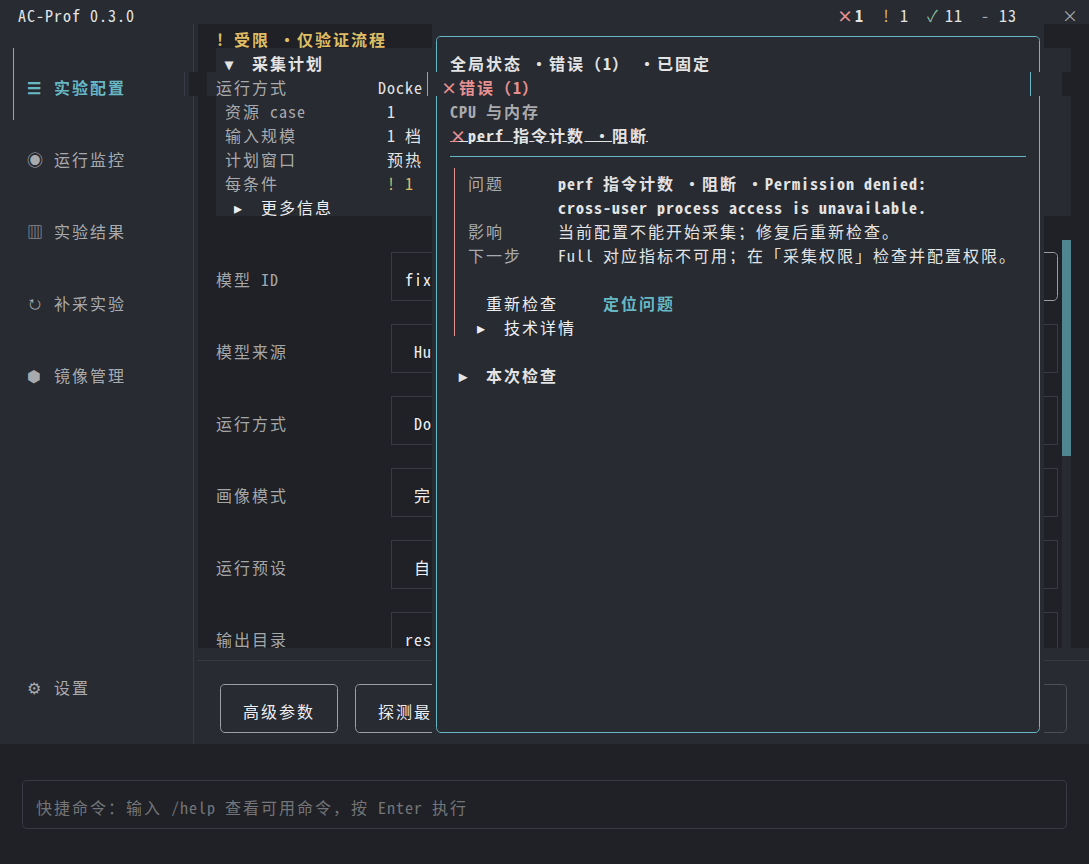 AC-Prof 0.3.0
✕ 1 ! 1 ✓ 11 - 13 ✕
☰ 实验配置
◉ 运行监控
▥ 实验结果
↻ 补采实验
⬢ 镜像管理
⚙ 设置
! 受限 ·仅验证流程
▼ 采集计划
运行方式 Docke
资源 case 1
输入规模 1 档
计划窗口 预热
每条件 ! 1
▶ 更多信息
模型 ID fix
模型来源 Hu
运行方式 Do
画像模式 完
运行预设 自
输出目录 res
高级参数 探测最
全局状态 ·错误（1） ·已固定
✕错误（1）
CPU 与内存
✕perf 指令计数 ·阻断
问题 perf 指令计数 ·阻断 ·Permission denied:
cross-user process access is unavailable.
影响 当前配置不能开始采集；修复后重新检查。
下一步 Full 对应指标不可用；在「采集权限」检查并配置权限。
重新检查 定位问题
▶ 技术详情
▶ 本次检查
快捷命令：输入 /help 查看可用命令，按 Enter 执行